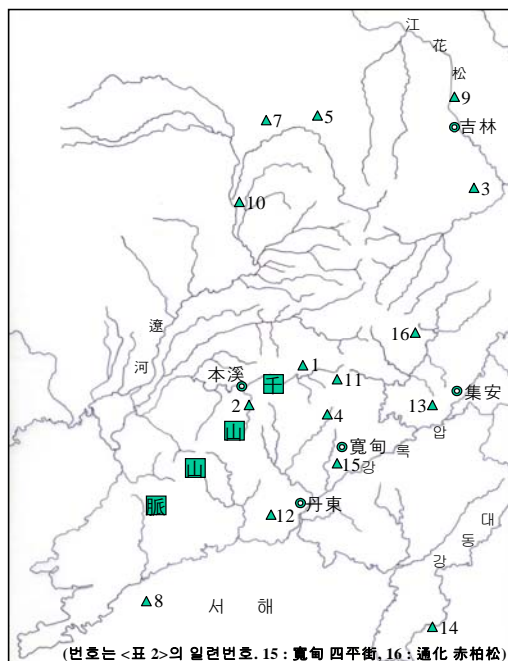 江
花
松
9
7
5
吉林
3
10
遼
河
16
1
本溪
千
11
集安
2
13
4
山
압
寬甸
록
15
강
山
脈
丹東
12
대
동
강
8
서 해
14
(번호는 <표 2>의 일련번호. 15 : 寬甸 四平街, 16 : 通化 赤柏松)